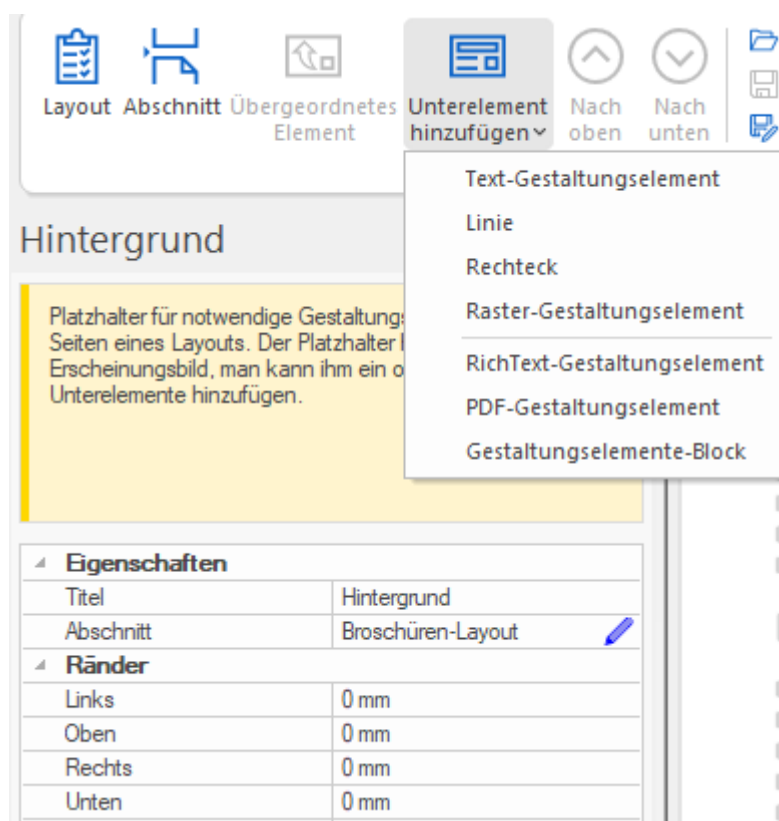 Layout Abschnitt Übergeordnetes Element Unterelement hinzufügen Nach oben Nach unten
Text-Gestaltungselement
Linie
Rechteck
Raster-Gestaltungselement
RichText-Gestaltungselement
PDF-Gestaltungselement
Gestaltungselemente-Block
Hintergrund
Platzhalter für notwendige
Seiten eines Layouts. Der Platzhalter
Erscheinungsbild, man kann ihm ein
Unterelemente hinzufügen.
Eigenschaften
Titel Hintergrund
Abschnitt Broschüren-Layout
Ränder
Links 0 mm
Oben 0 mm
Rechts 0 mm
Unten 0 mm